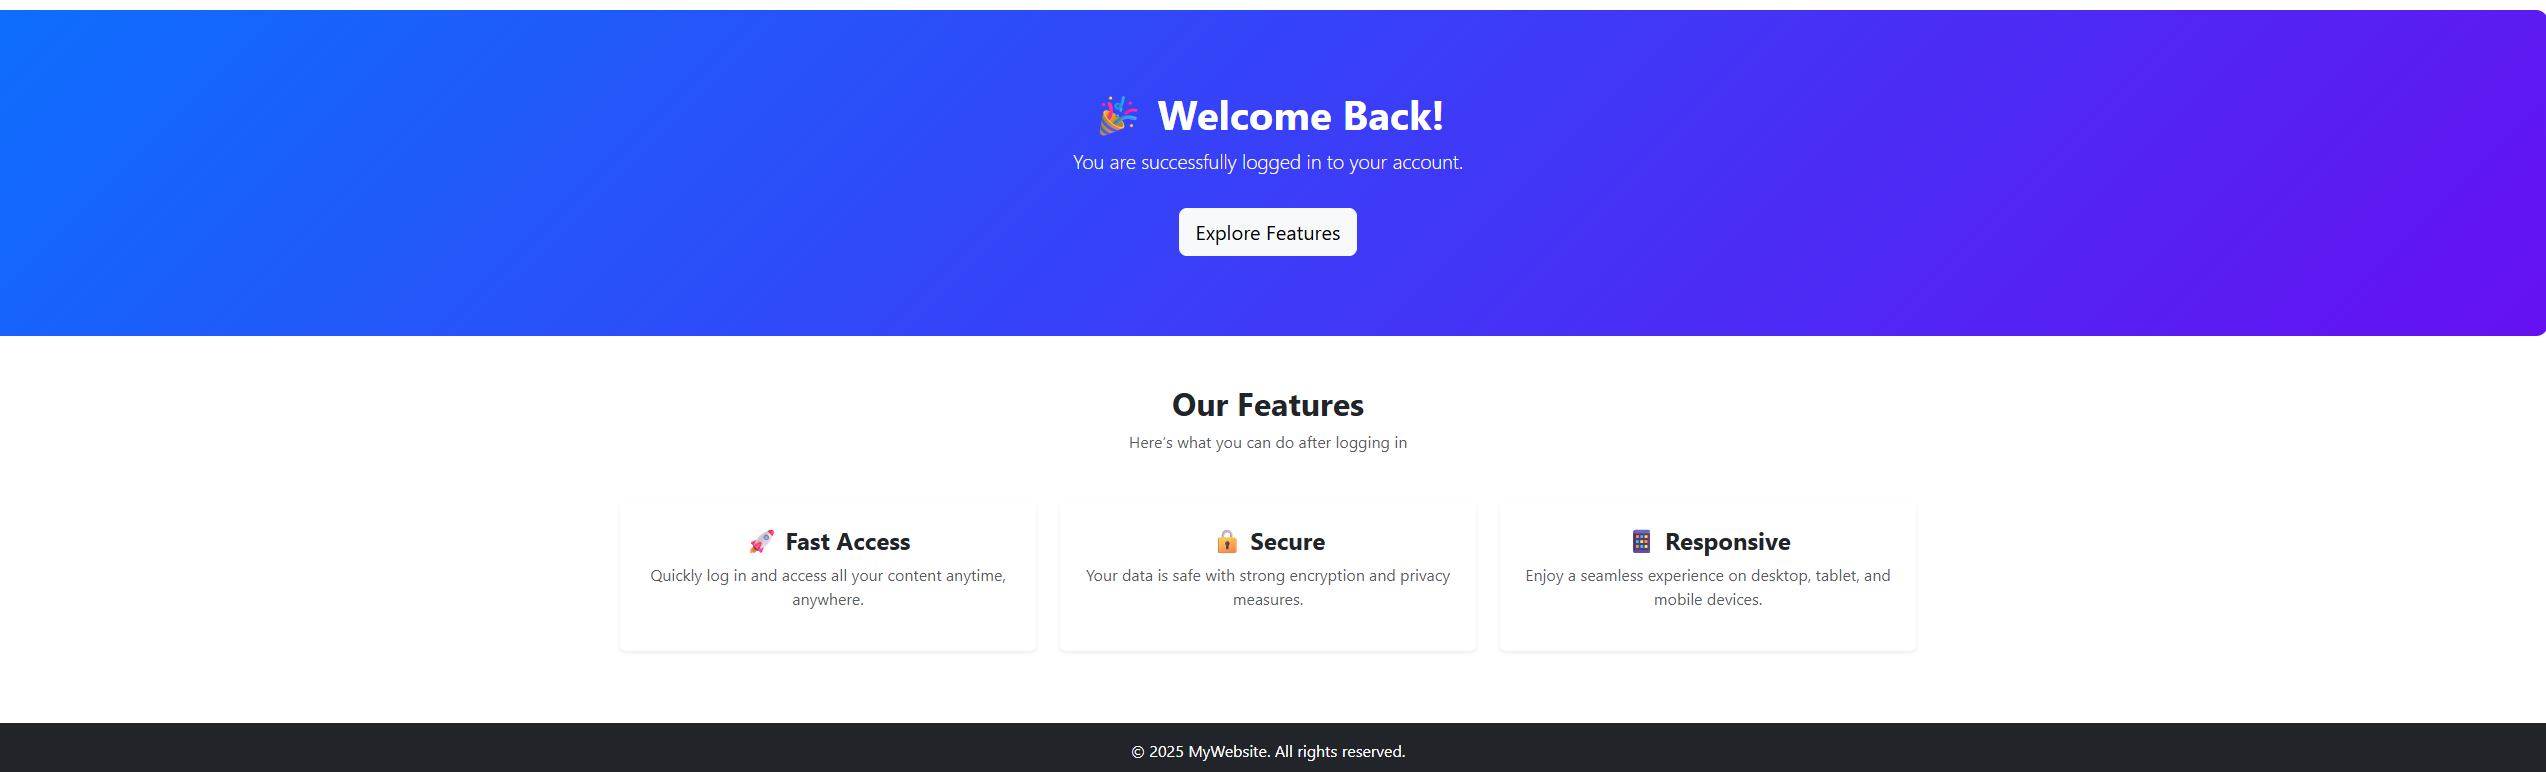 🎉 Welcome Back!
You are successfully logged in to your account.
Explore Features
Our Features
Here's what you can do after logging in
🚀 Fast Access
Quickly log in and access all your content anytime,
anywhere.
🔒 Secure
Your data is safe with strong encryption and privacy
measures.
📱 Responsive
Enjoy a seamless experience on desktop, tablet, and
mobile devices.
© 2025 MyWebsite. All rights reserved.